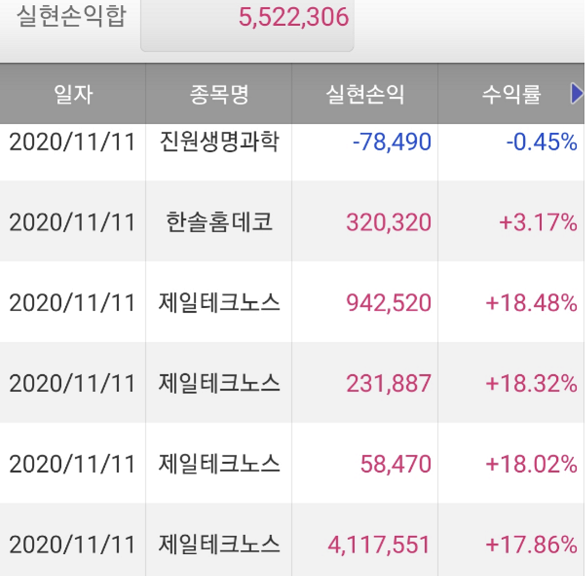 실현손익합 5,522,306
일자 종목명 실현손익 수익률
2020/11/11 진원생명과학 -78,490 -0.45%
2020/11/11 한솔홈데코 320,320 +3.17%
2020/11/11 제일테크노스 942,520 +18.48%
2020/11/11 제일테크노스 231,887 +18.32%
2020/11/11 제일테크노스 58,470 +18.02%
2020/11/11 제일테크노스 4,117,551 +17.86%